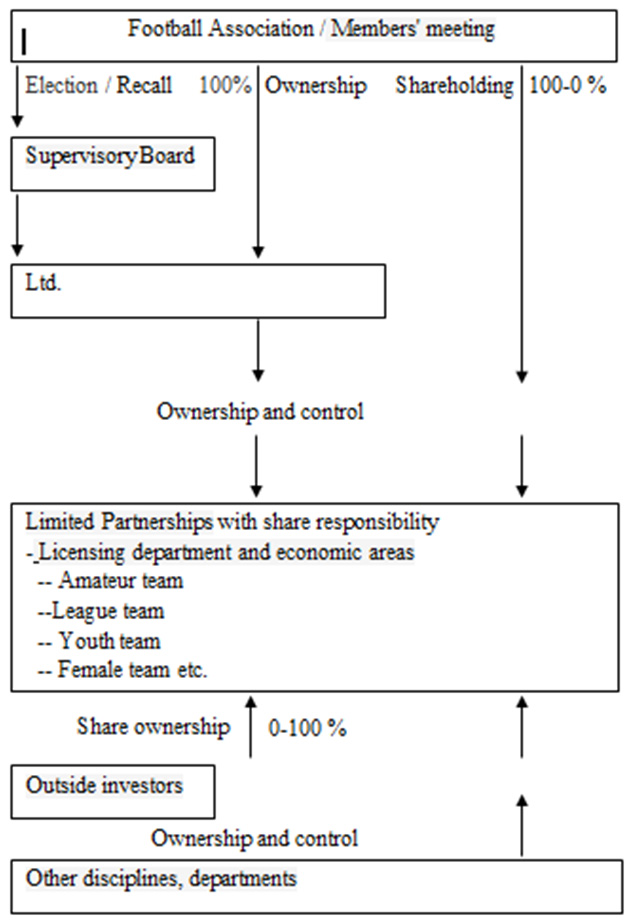 Football Association / Members' meeting
Election / Recall 100% Ownership Shareholding 100-0 %
SupervisoryBoard
Ltd.
Ownership and control
Limited Partnerships with share responsibility
- Licensing department and economic areas
-- Amateur team
--League team
-- Youth team
-- Female team etc.
Share ownership 0-100 %
Outside investors
Ownership and control
Other disciplines, departments